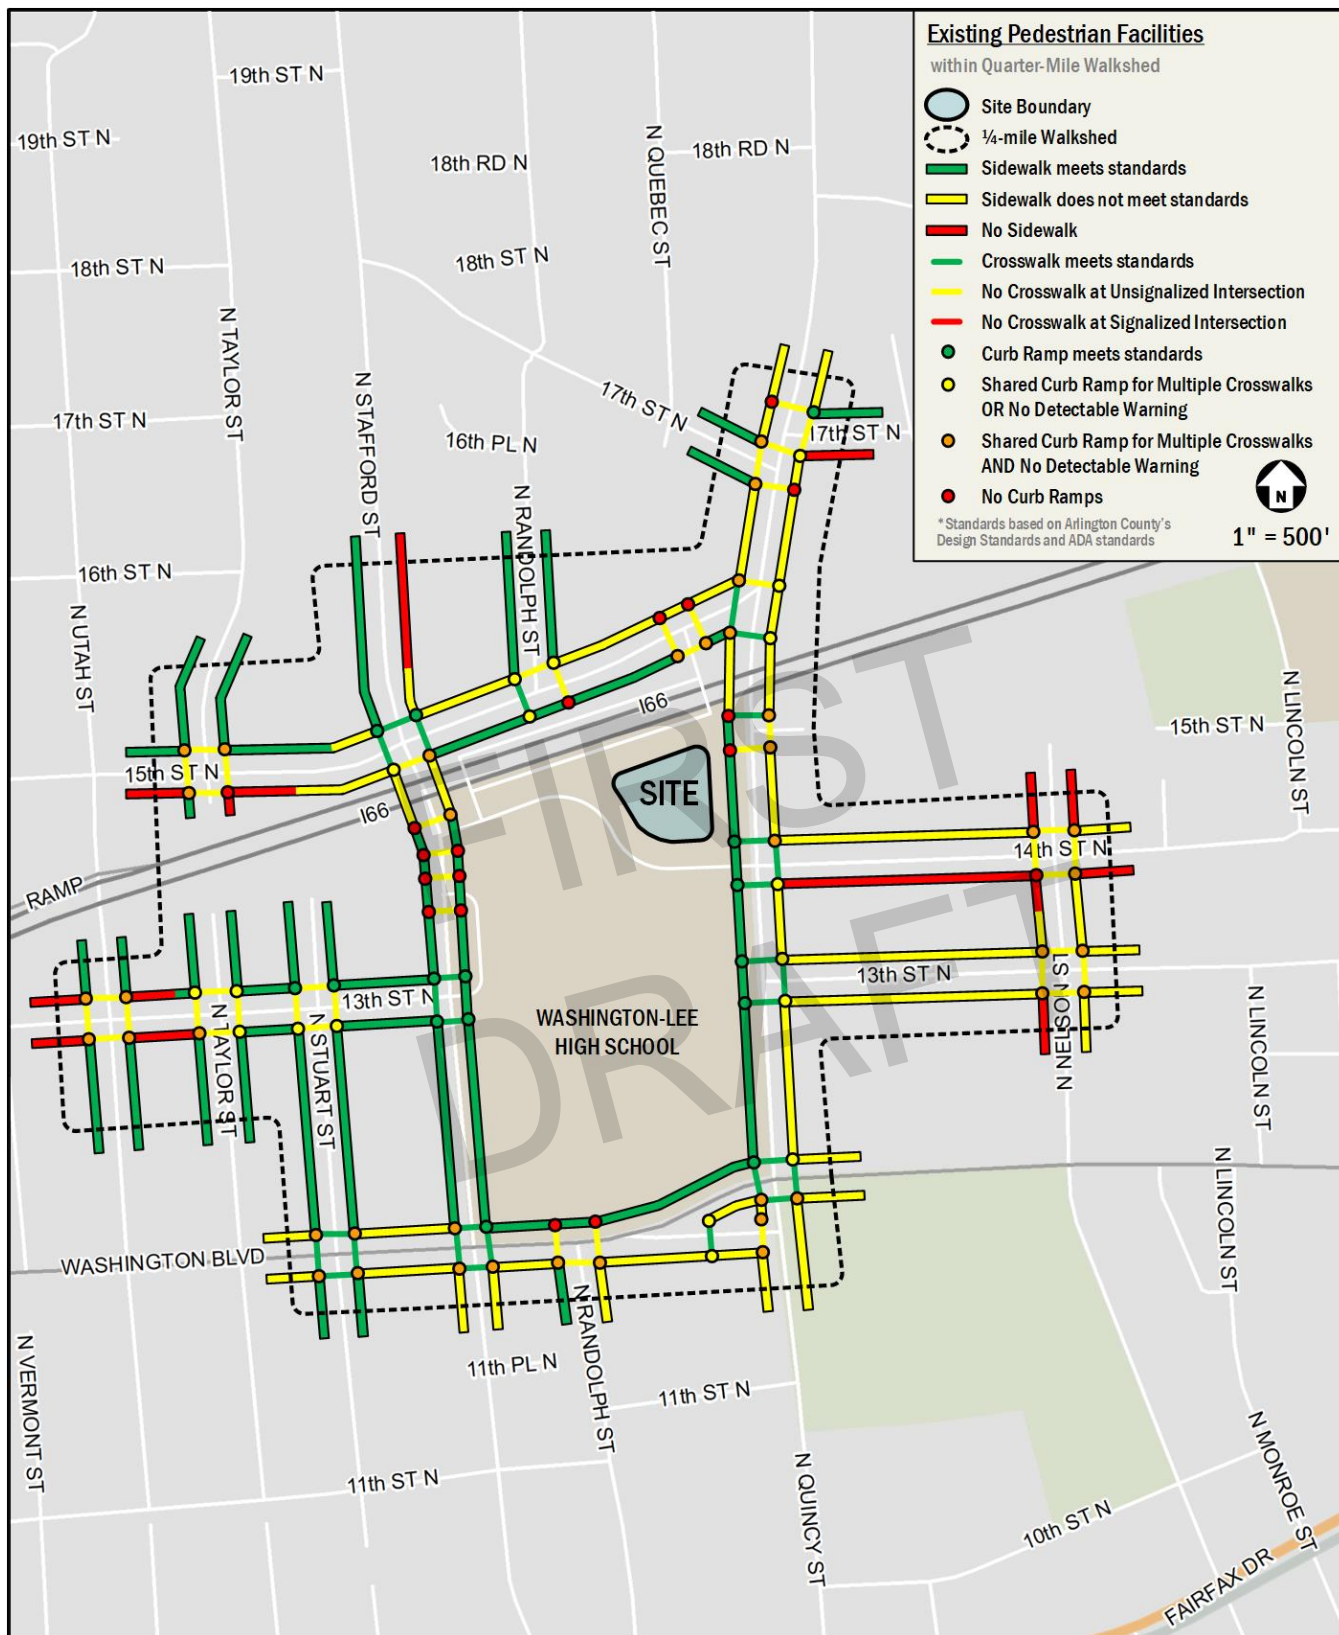 Existing Pedestrian Facilities
within Quarter-Mile Walkshed
Site Boundary
¼-mile Walkshed
Sidewalk meets standards
Sidewalk does not meet standards
No Sidewalk
Crosswalk meets standards
No Crosswalk at Unsignalized Intersection
No Crosswalk at Signalized Intersection
Curb Ramp meets standards
Shared Curb Ramp for Multiple Crosswalks
OR No Detectable Warning
Shared Curb Ramp for Multiple Crosswalks
AND No Detectable Warning
No Curb Ramps
N
*Standards based on Arlington County's
Design Standards and ADA standards
1" = 500'
19th ST N
19th ST N
18th RD N
18th RD N
N QUEBEC ST
18th ST N
18th ST N
N TAYLOR ST
N STAFFORD ST
17th ST N
17th ST N
17th ST N
16th PL N
N RANDOLPH ST
16th ST N
N UTAH ST
N LINCOLN ST
15th ST N
15th ST N
I66
I66
SITE
FIRST
DRAFT
14th ST N
RAMP
13th ST N
13th ST N
N TAYLOR ST
N STUART ST
WASHINGTON-LEE
HIGH SCHOOL
N NELSON ST
N LINCOLN ST
N LINCOLN ST
WASHINGTON BLVD
N RANDOLPH ST
N VERMONT ST
11th PL N
11th ST N
11th ST N
N QUINCY ST
N MONROE ST
10th ST N
FAIRFAX DR